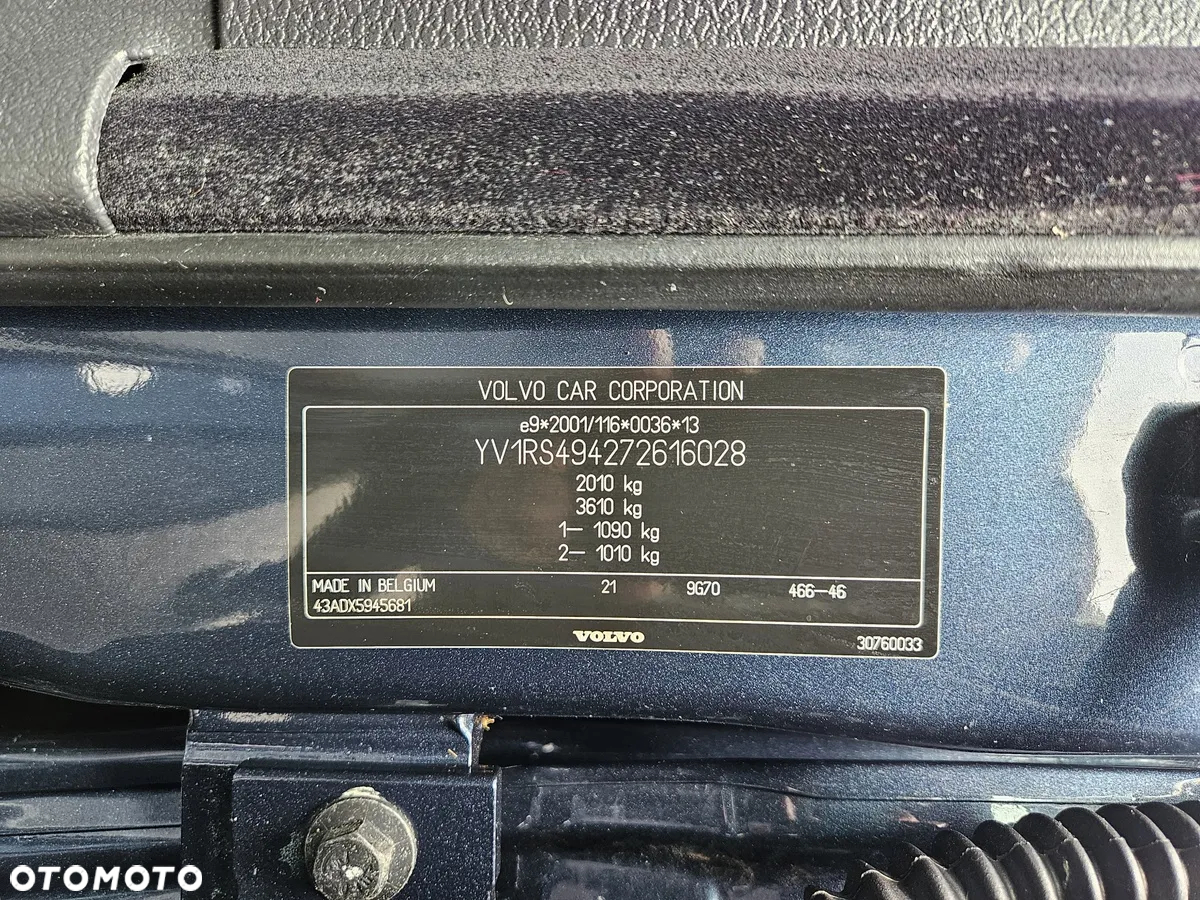 VOLVO CAR CORPORATION
e9*2001/116*0036*13
YV1RS494272616028
2010 kg
3610 kg
1– 1090 kg
2– 1010 kg
MADE IN BELGIUM 21 9G70 466–46
43ADX5945681
VOLVO 30760033
OTOMOTO